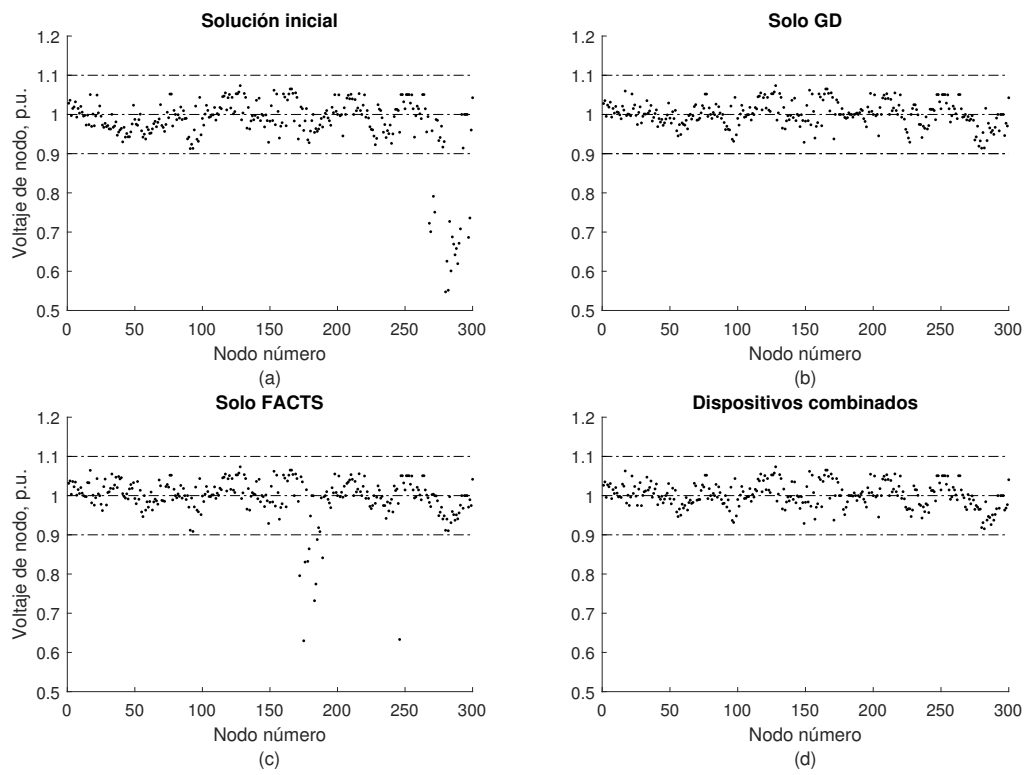 Solución inicial
1.2
1.1
1
0.9
0.8
0.7
0.6
0.5
Voltaje de nodo, p.u.
0 50 100 150 200 250 300
Nodo número
(a)
Solo GD
1.2
1.1
1
0.9
0.8
0.7
0.6
0.5
0 50 100 150 200 250 300
Nodo número
(b)
Solo FACTS
1.2
1.1
1
0.9
0.8
0.7
0.6
0.5
Voltaje de nodo, p.u.
0 50 100 150 200 250 300
Nodo número
(c)
Dispositivos combinados
1.2
1.1
1
0.9
0.8
0.7
0.6
0.5
0 50 100 150 200 250 300
Nodo número
(d)